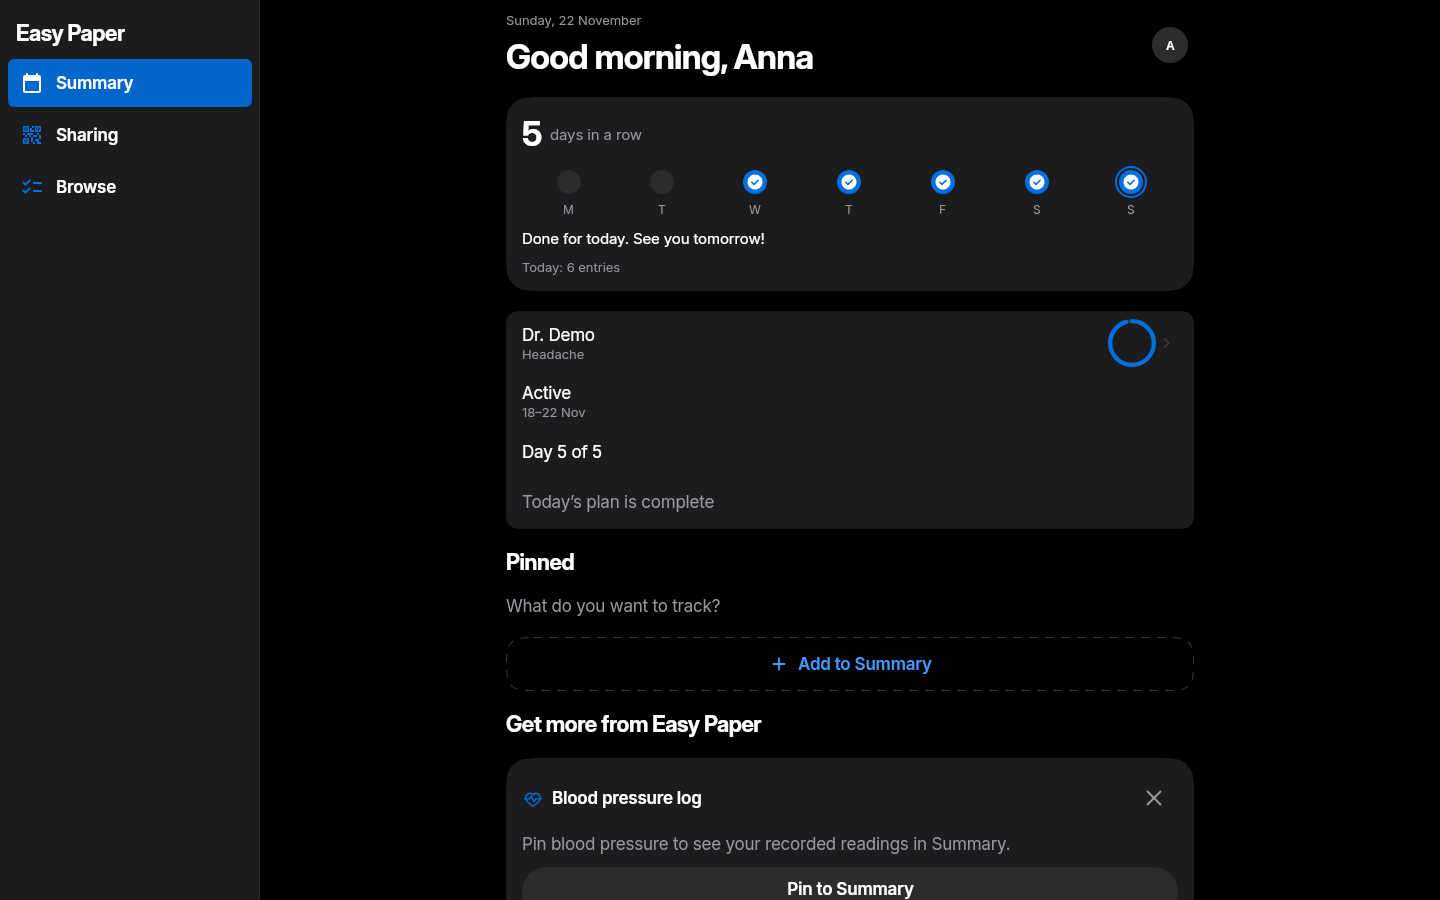 Easy Paper
Summary
Sharing
Browse
Sunday, 22 November
Good morning, Anna
A
5 days in a row
M T W T F S S
Done for today. See you tomorrow!
Today: 6 entries
Dr. Demo
Headache
Active
18–22 Nov
Day 5 of 5
Today’s plan is complete
Pinned
What do you want to track?
Add to Summary
Get more from Easy Paper
Blood pressure log
Pin blood pressure to see your recorded readings in Summary.
Pin to Summary